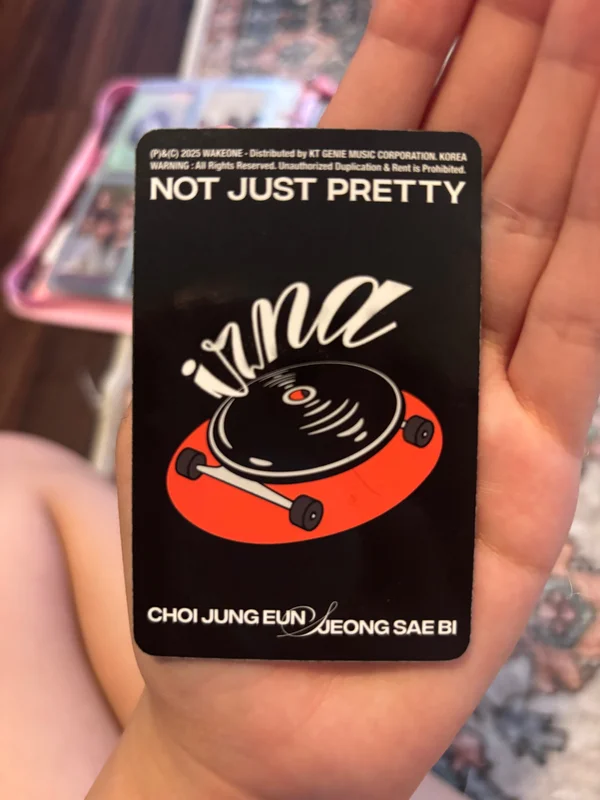 (P)&(C) 2025 WAKEONE - Distributed by KT GENIE MUSIC CORPORATION. KOREA
WARNING : All Rights Reserved. Unauthorized Duplication & Rent is Prohibited.
NOT JUST PRETTY
izna
CHOI JUNG EUN
JEONG SAE BI